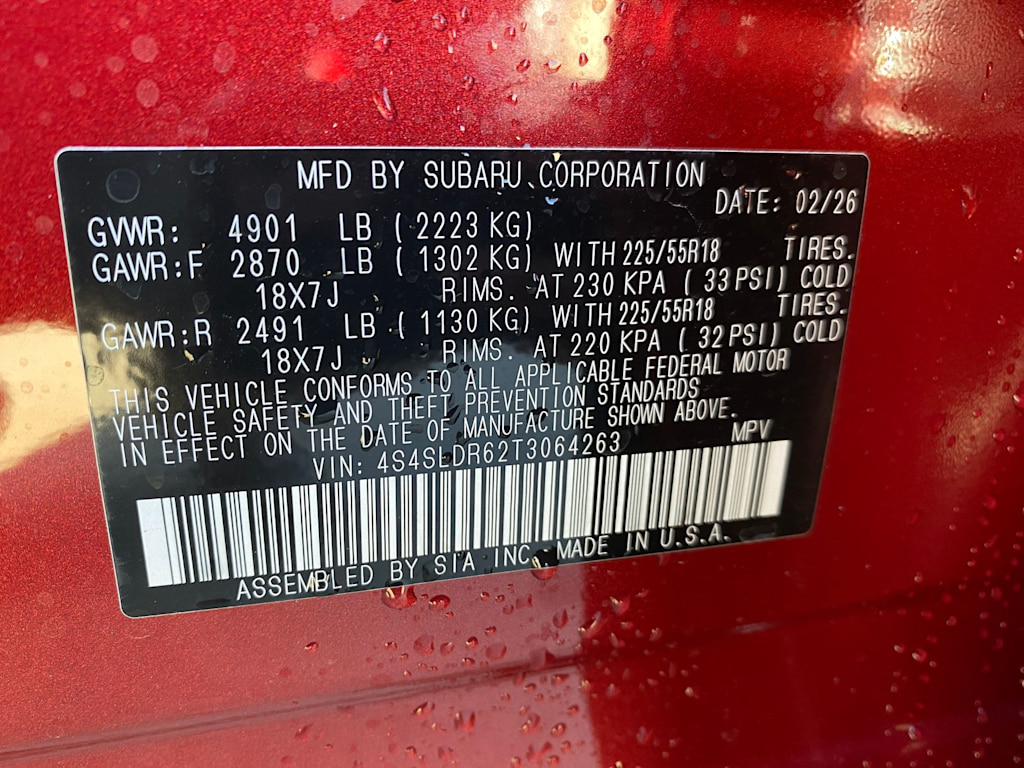 MFD BY SUBARU CORPORATION
DATE: 02/26
GVWR: 4901 LB ( 2223 KG)
GAWR:F 2870 LB ( 1302 KG) WITH 225/55R18 TIRES.
18X7J RIMS. AT 230 KPA ( 33 PSI) COLD
GAWR:R 2491 LB ( 1130 KG) WITH 225/55R18 TIRES.
18X7J RIMS. AT 220 KPA ( 32 PSI) COLD
THIS VEHICLE CONFORMS TO ALL APPLICABLE FEDERAL MOTOR
VEHICLE SAFETY AND THEFT PREVENTION STANDARDS
IN EFFECT ON THE DATE OF MANUFACTURE SHOWN ABOVE.
VIN: 4S4SLDR62T3064263 MPV
ASSEMBLED BY SIA INC. MADE IN U.S.A.